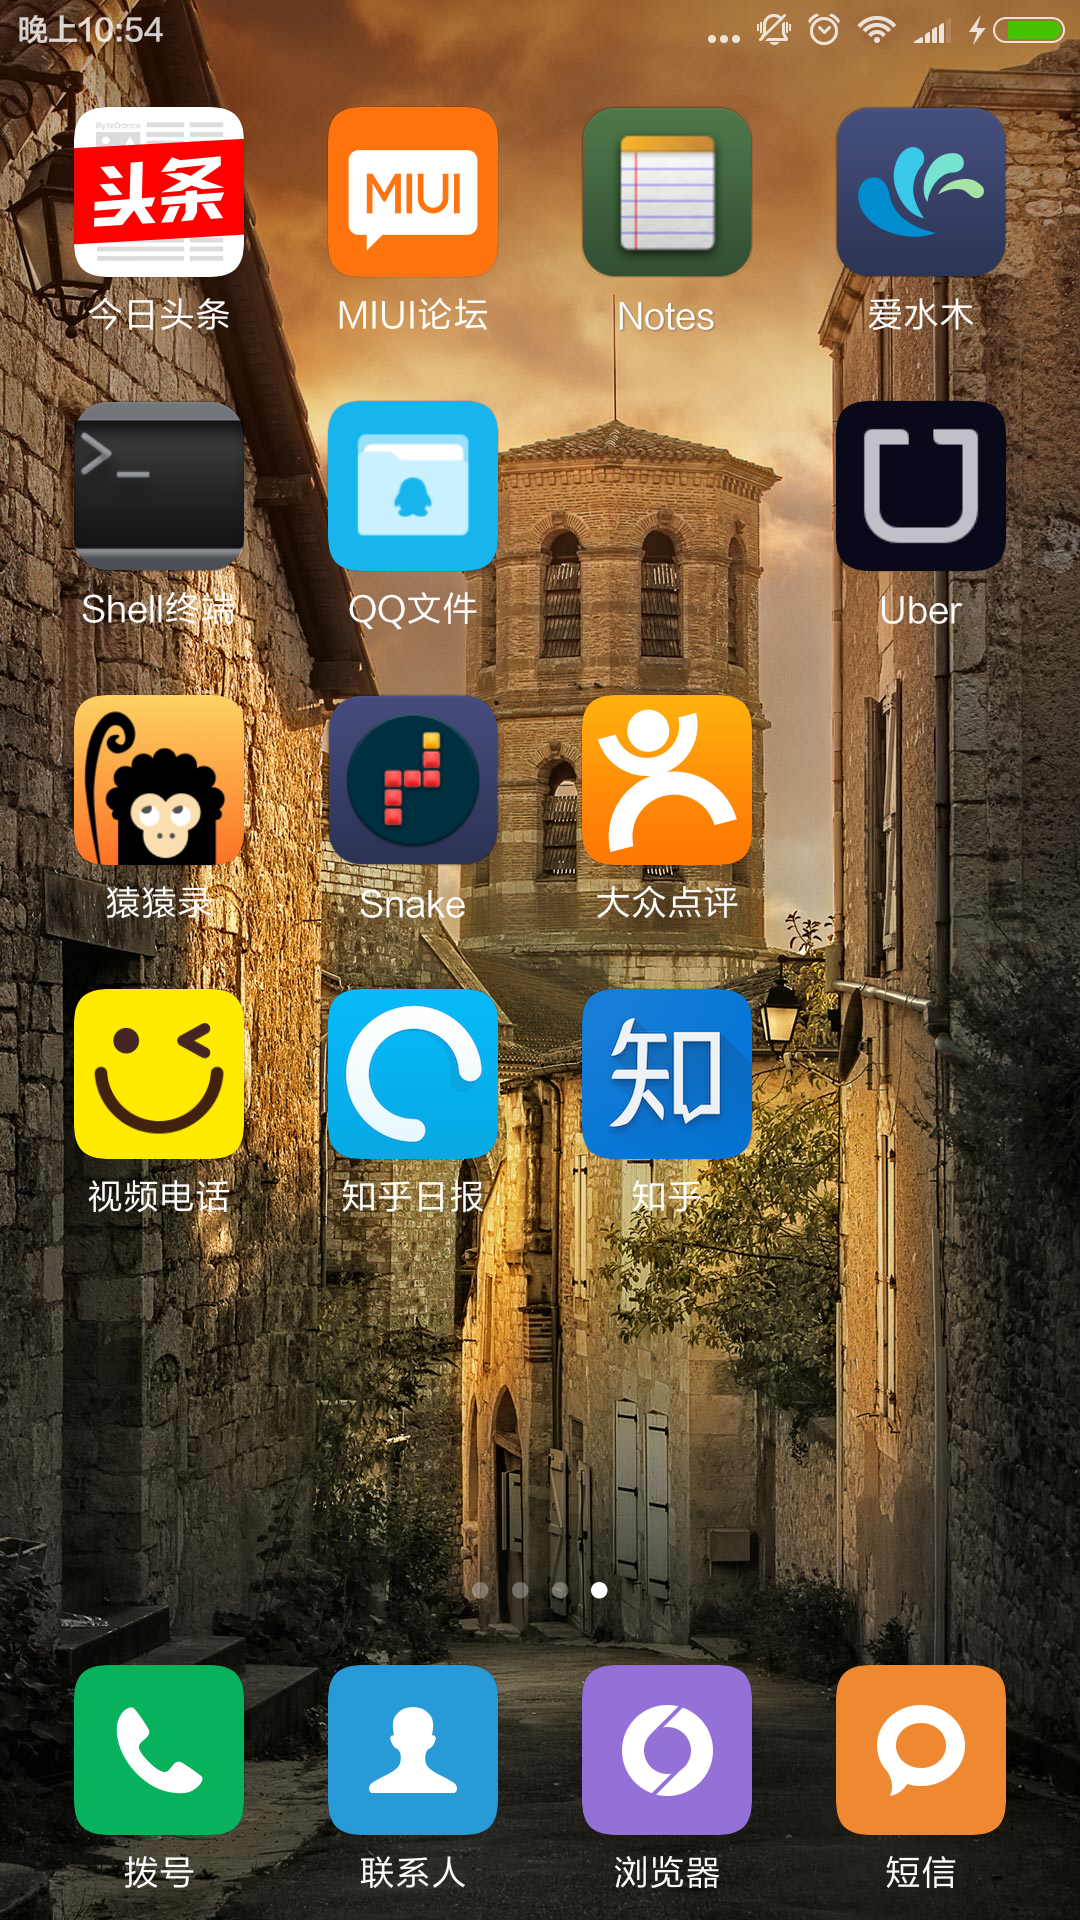 晚上10:54
ByteDance
头条
MIUI
今日头条
MIUI论坛
Notes
爱水木
>_
Shell终端
QQ文件
Uber
猿猿录
Snake
大众点评
知
视频电话
知乎日报
知乎
拨号
联系人
浏览器
短信